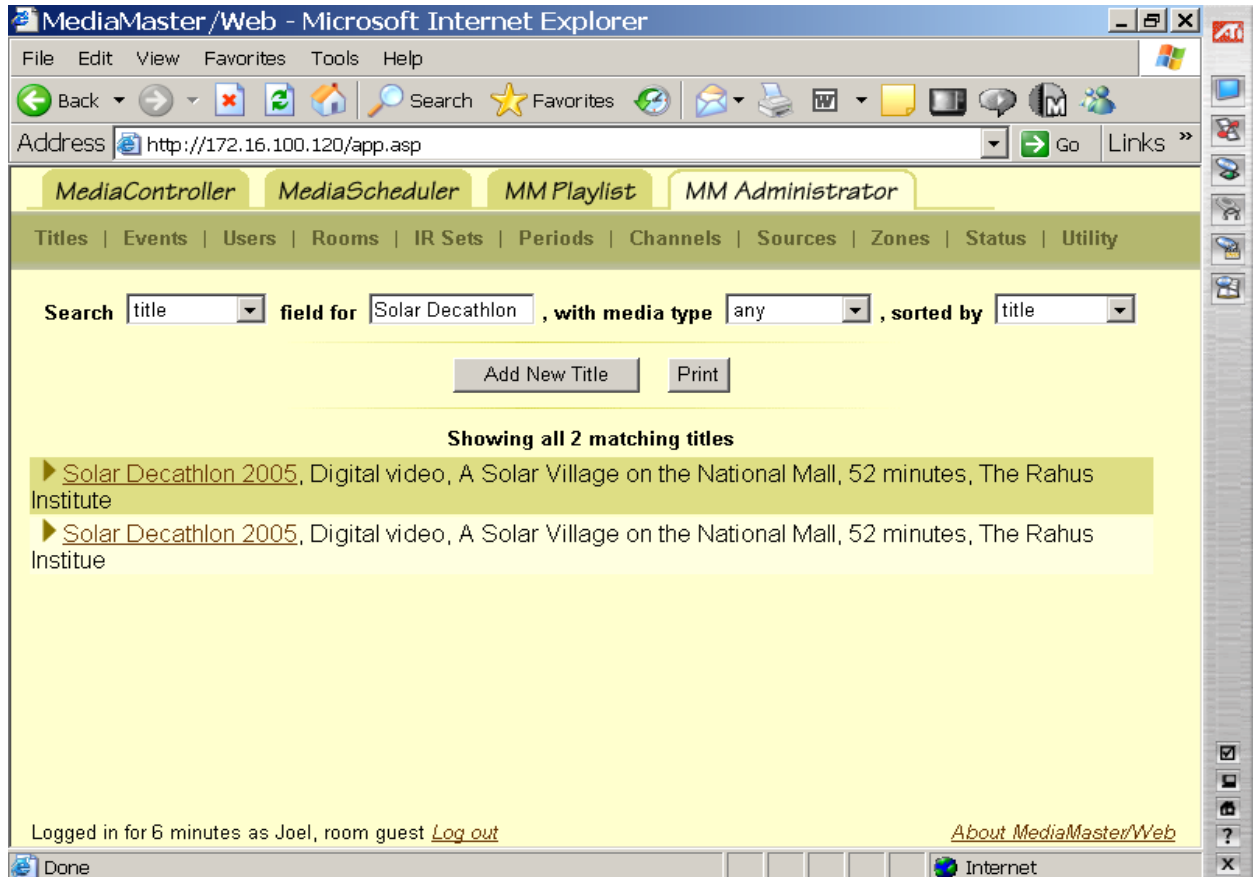 MediaMaster/Web - Microsoft Internet Explorer
File Edit View Favorites Tools Help
Back Search Favorites
Address http://172.16.100.120/app.asp Go Links »
MediaController MediaScheduler MM Playlist MM Administrator
Titles | Events | Users | Rooms | IR Sets | Periods | Channels | Sources | Zones | Status | Utility
Search title field for Solar Decathlon , with media type any , sorted by title
Add New Title Print
Showing all 2 matching titles
Solar Decathlon 2005, Digital video, A Solar Village on the National Mall, 52 minutes, The Rahus
Institute
Solar Decathlon 2005, Digital video, A Solar Village on the National Mall, 52 minutes, The Rahus
Institue
Logged in for 6 minutes as Joel, room guest Log out About MediaMaster/Web
Done Internet
ATI